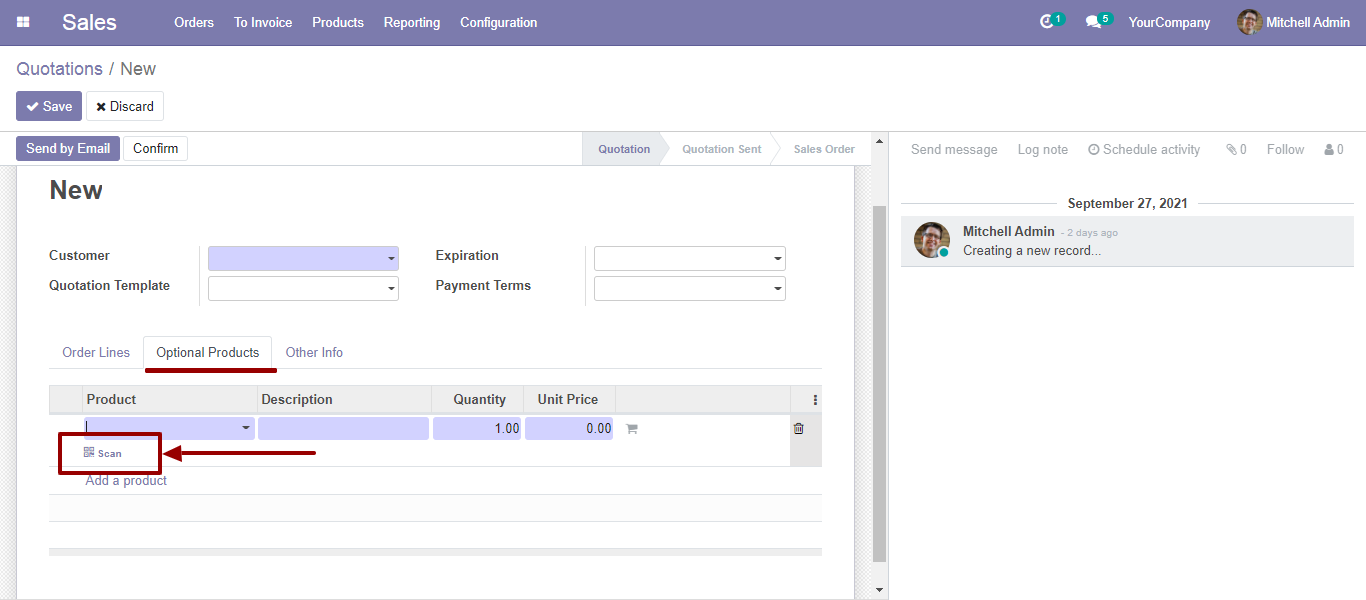 Sales Orders To Invoice Products Reporting Configuration 1 5 YourCompany Mitchell Admin
Quotations / New
Save Discard
Send by Email Confirm Quotation Quotation Sent Sales Order
Send message Log note Schedule activity 0 Follow 0
New
September 27, 2021
Mitchell Admin - 2 days ago
Creating a new record...
Customer Expiration
Quotation Template Payment Terms
Order Lines Optional Products Other Info
Product Description Quantity Unit Price
1.00 0.00
Scan
Add a product